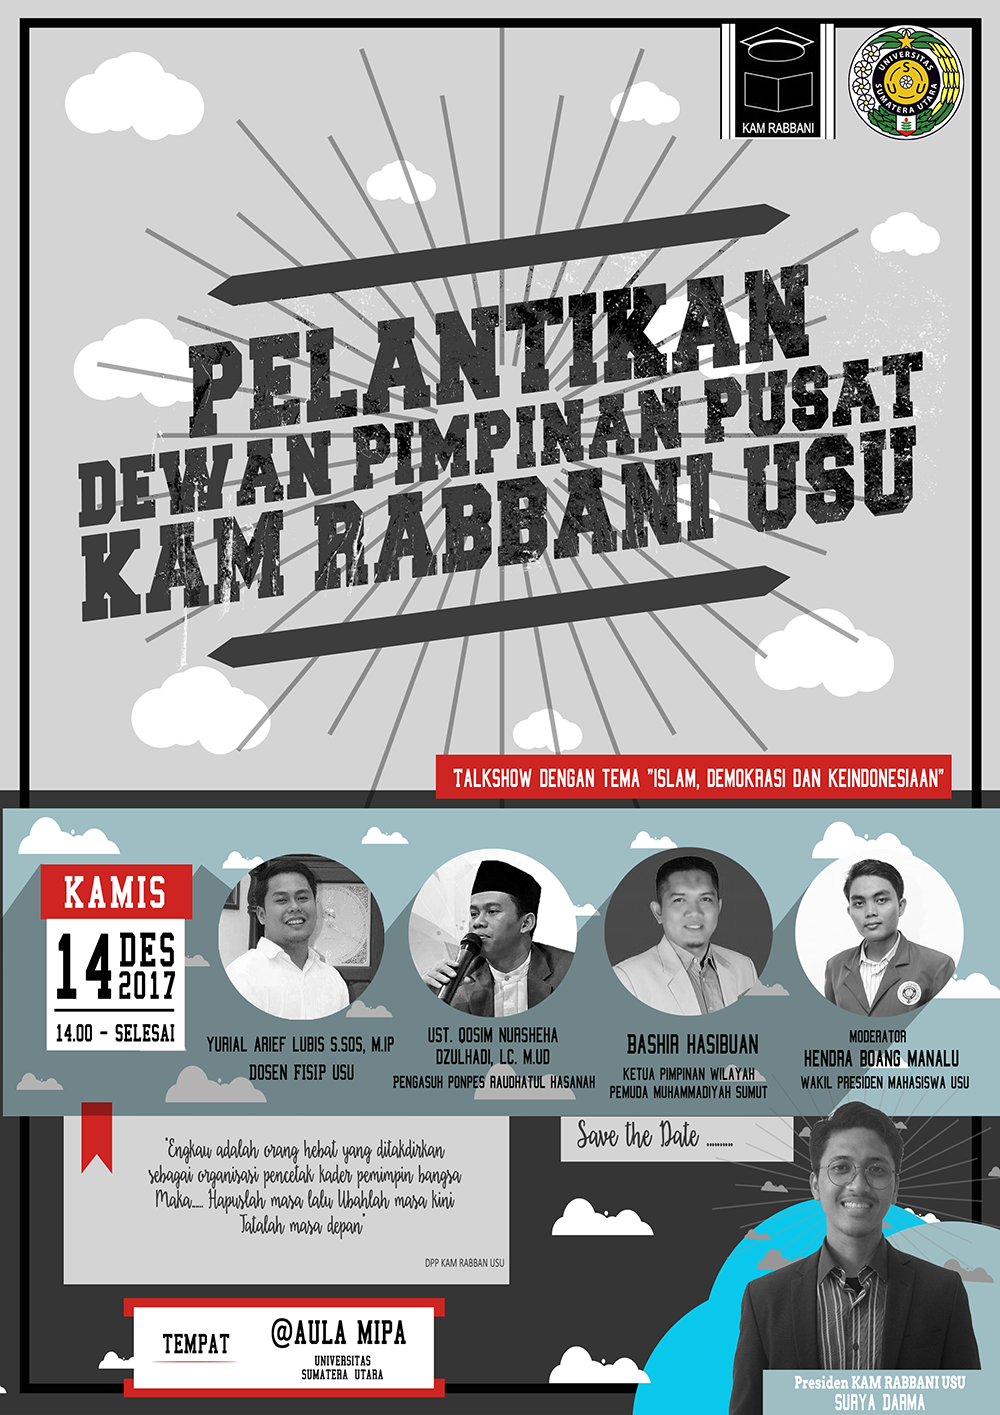 KAM RABBANI
UNIVERSITAS
SUMATERA UTARA
USU
PELANTIKAN
DEWAN PIMPINAN PUSAT
KAM RABBANI USU
TALKSHOW DENGAN TEMA "ISLAM, DEMOKRASI DAN KEINDONESIAAN"
KAMIS
14 DES
2017
14.00 - SELESAI
YURIAL ARIEF LUBIS S.SOS, M.IP
DOSEN FISIP USU
UST. QOSIM NURSHEHA
DZULHADI, LC. M.UD
PENGASUH PONPES RAUDHATUL HASANAH
BASHIR HASIBUAN
KETUA PIMPINAN WILAYAH
PEMUDA MUHAMMADIYAH SUMUT
MODERATOR
HENDRA BOANG MANALU
WAKIL PRESIDEN MAHASISWA USU
"Engkau adalah orang hebat yang ditakdirkan
sebagai organisasi pencetak kader pemimpin bangsa
Maka..... Hapuslah masa lalu Ubahlah masa kini
Tatalah masa depan"
DPP KAM RABBAN USU
Save the Date ..........
TEMPAT
@AULA MIPA
UNIVERSITAS
SUMATERA UTARA
Presiden KAM RABBANI USU
SURYA DARMA